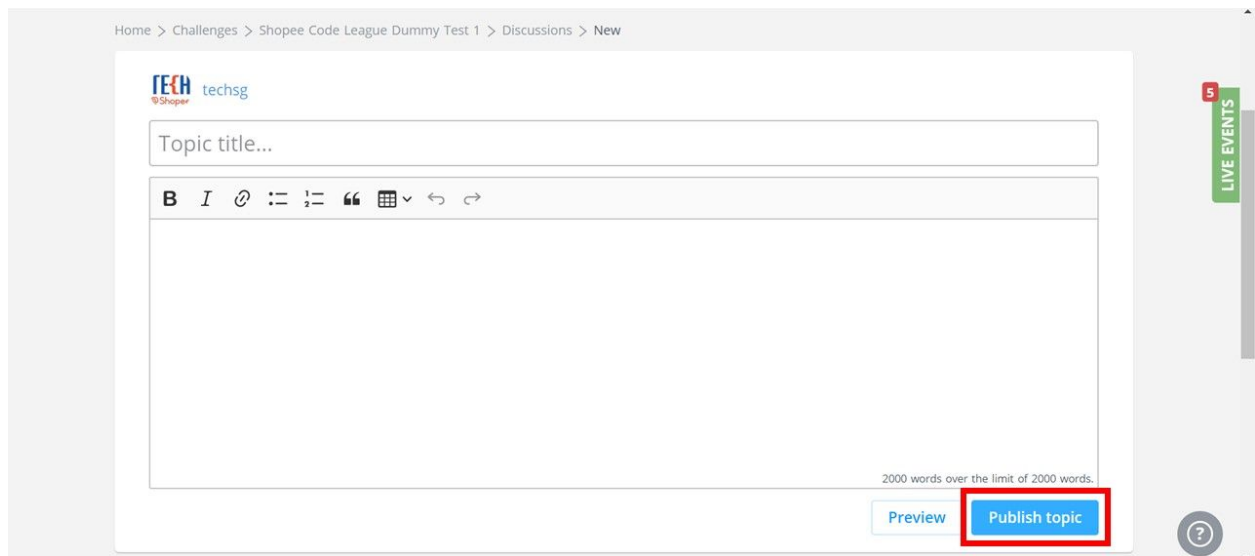 Home > Challenges > Shopee Code League Dummy Test 1 > Discussions > New
TECH
Shoper
techsg
5
LIVE EVENTS
Topic title...
B I
2000 words over the limit of 2000 words.
Preview
Publish topic
?